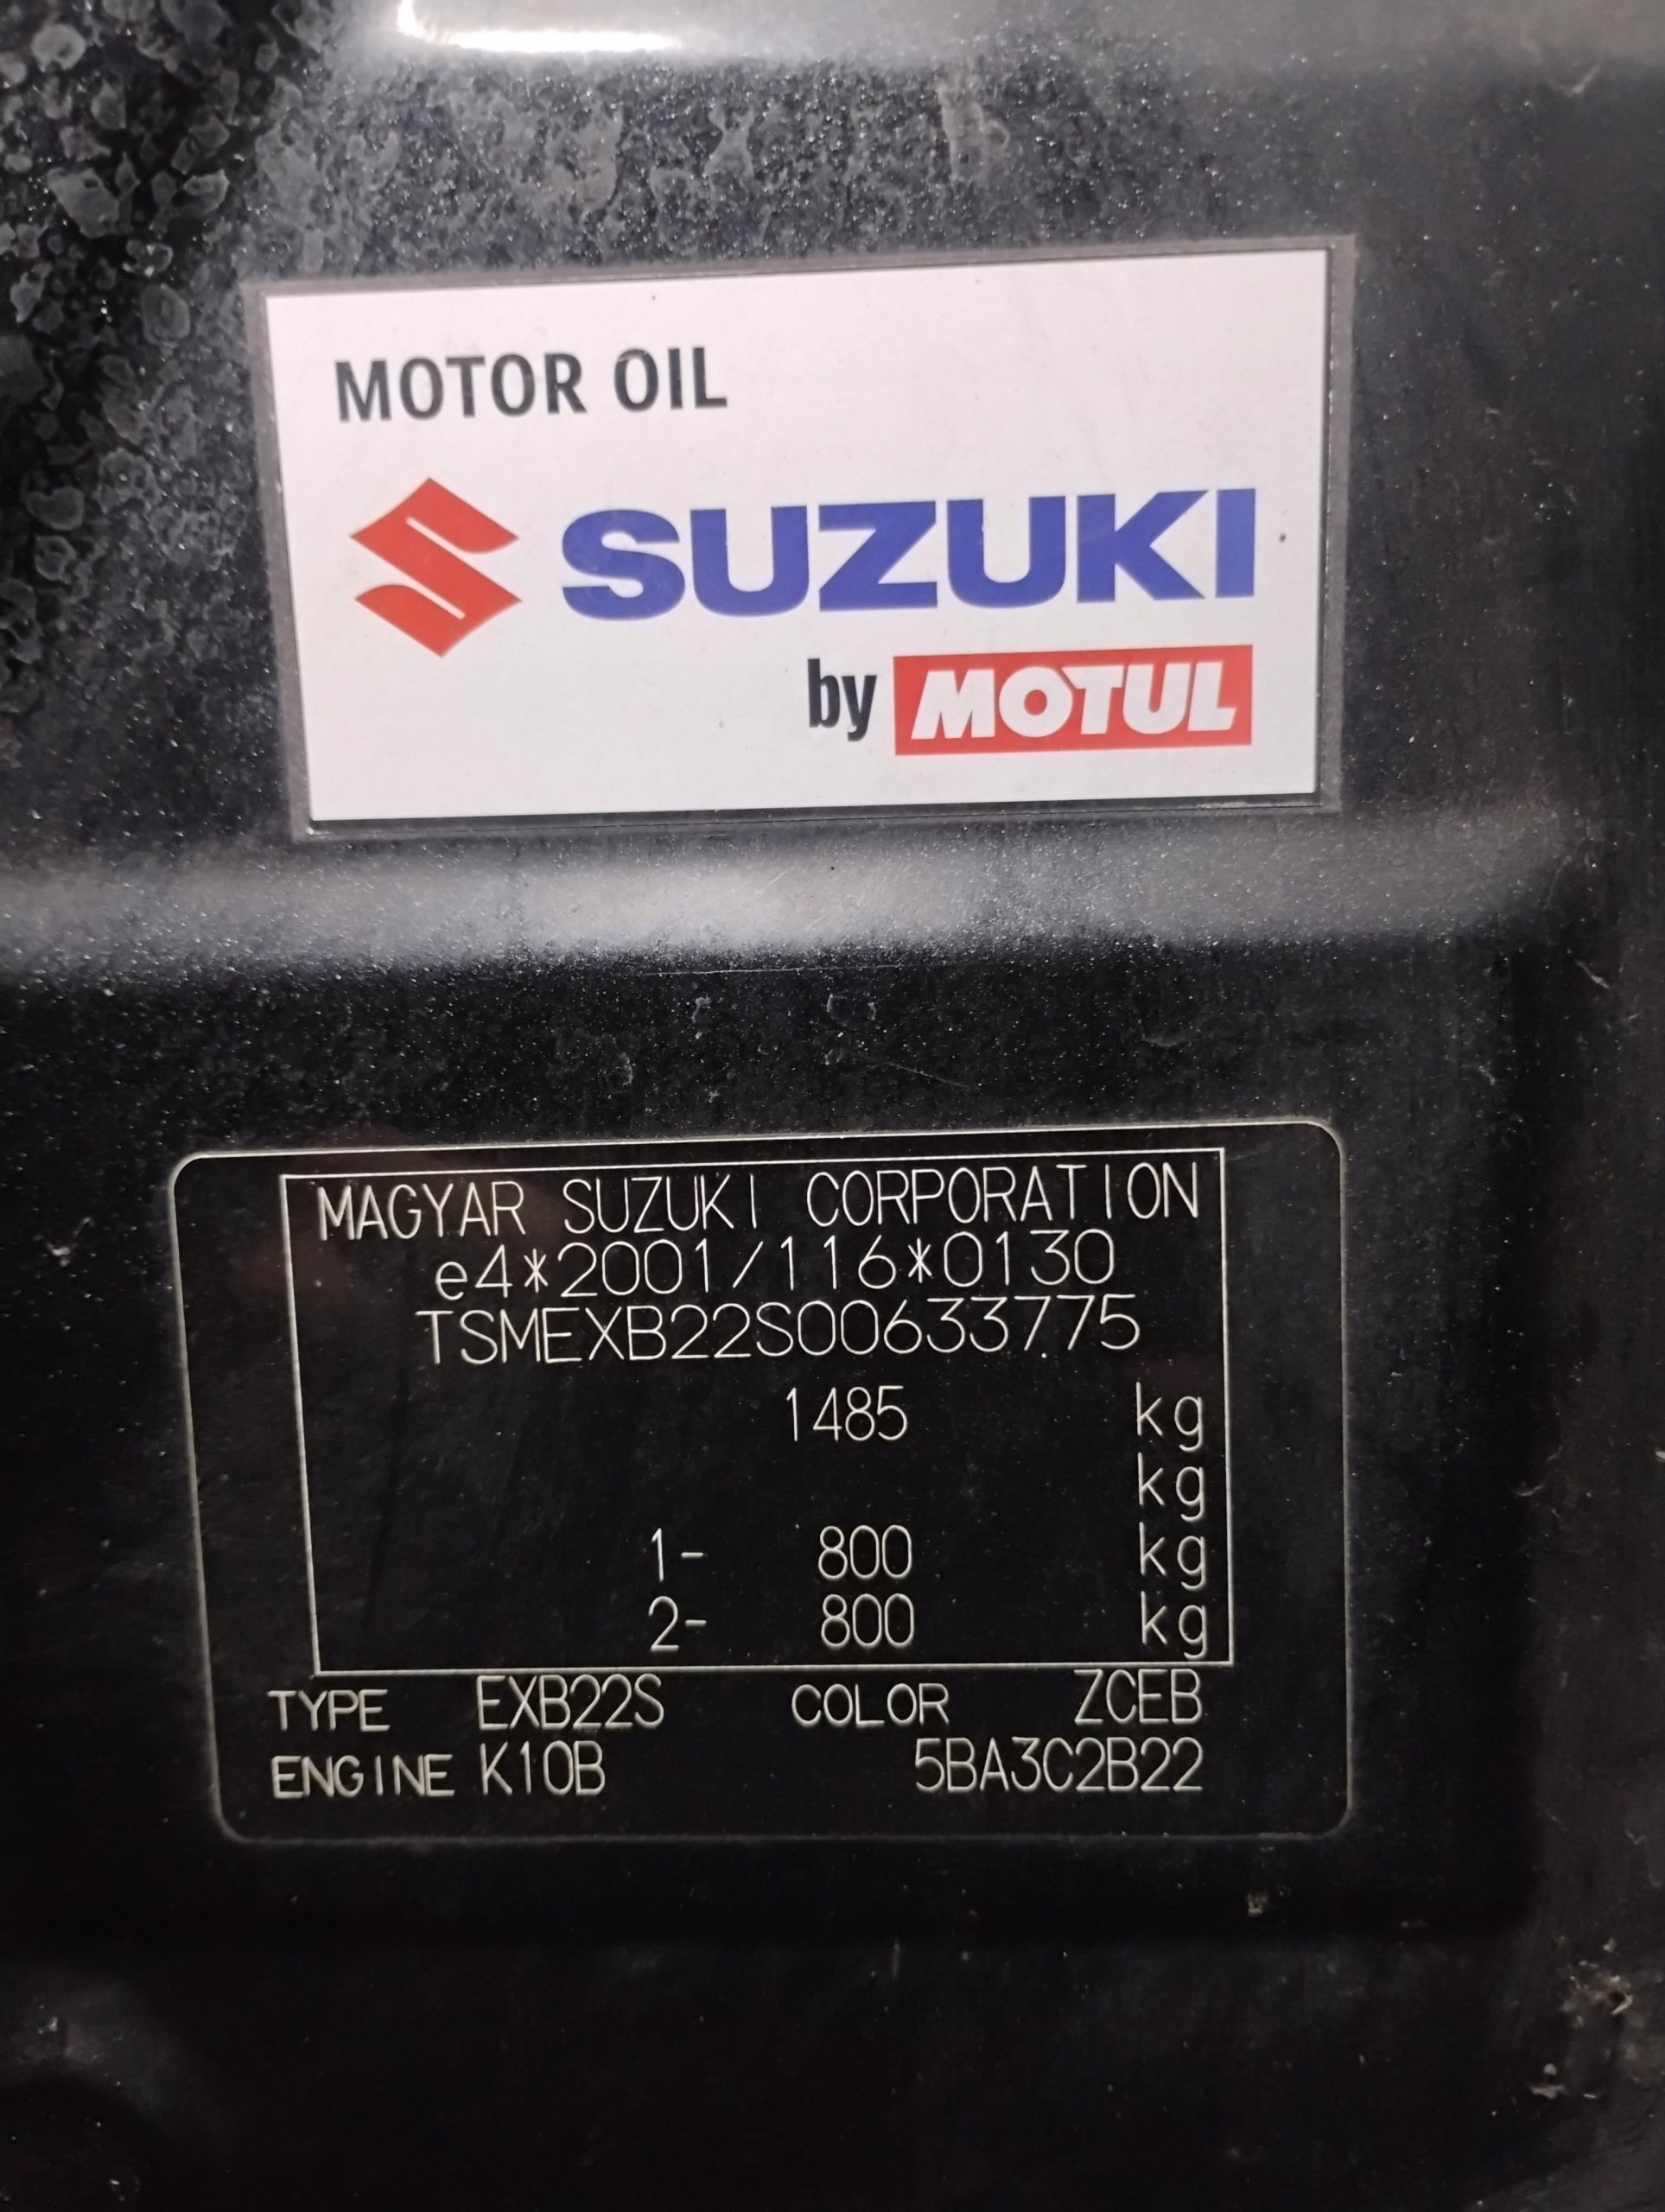 MOTOR OIL
SUZUKI
by MOTUL
MAGYAR SUZUKI CORPORATION
e4*2001/116*0130
TSMEXB22S00633775
1485 kg
kg
1- 800 kg
2- 800 kg
TYPE EXB22S COLOR ZCEB
ENGINE K10B 5BA3C2B22